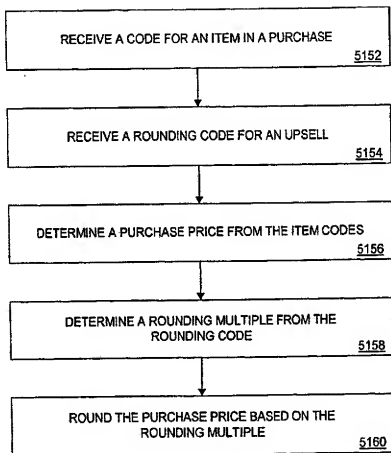 RECEIVE A CODE FOR AN ITEM IN A PURCHASE
5152
RECEIVE A ROUNDING CODE FOR AN UPSELL
5154
DETERMINE A PURCHASE PRICE FROM THE ITEM CODES
5156
DETERMINE A ROUNDING MULTIPLE FROM THE
ROUNDING CODE
5158
ROUND THE PURCHASE PRICE BASED ON THE
ROUNDING MULTIPLE
5160